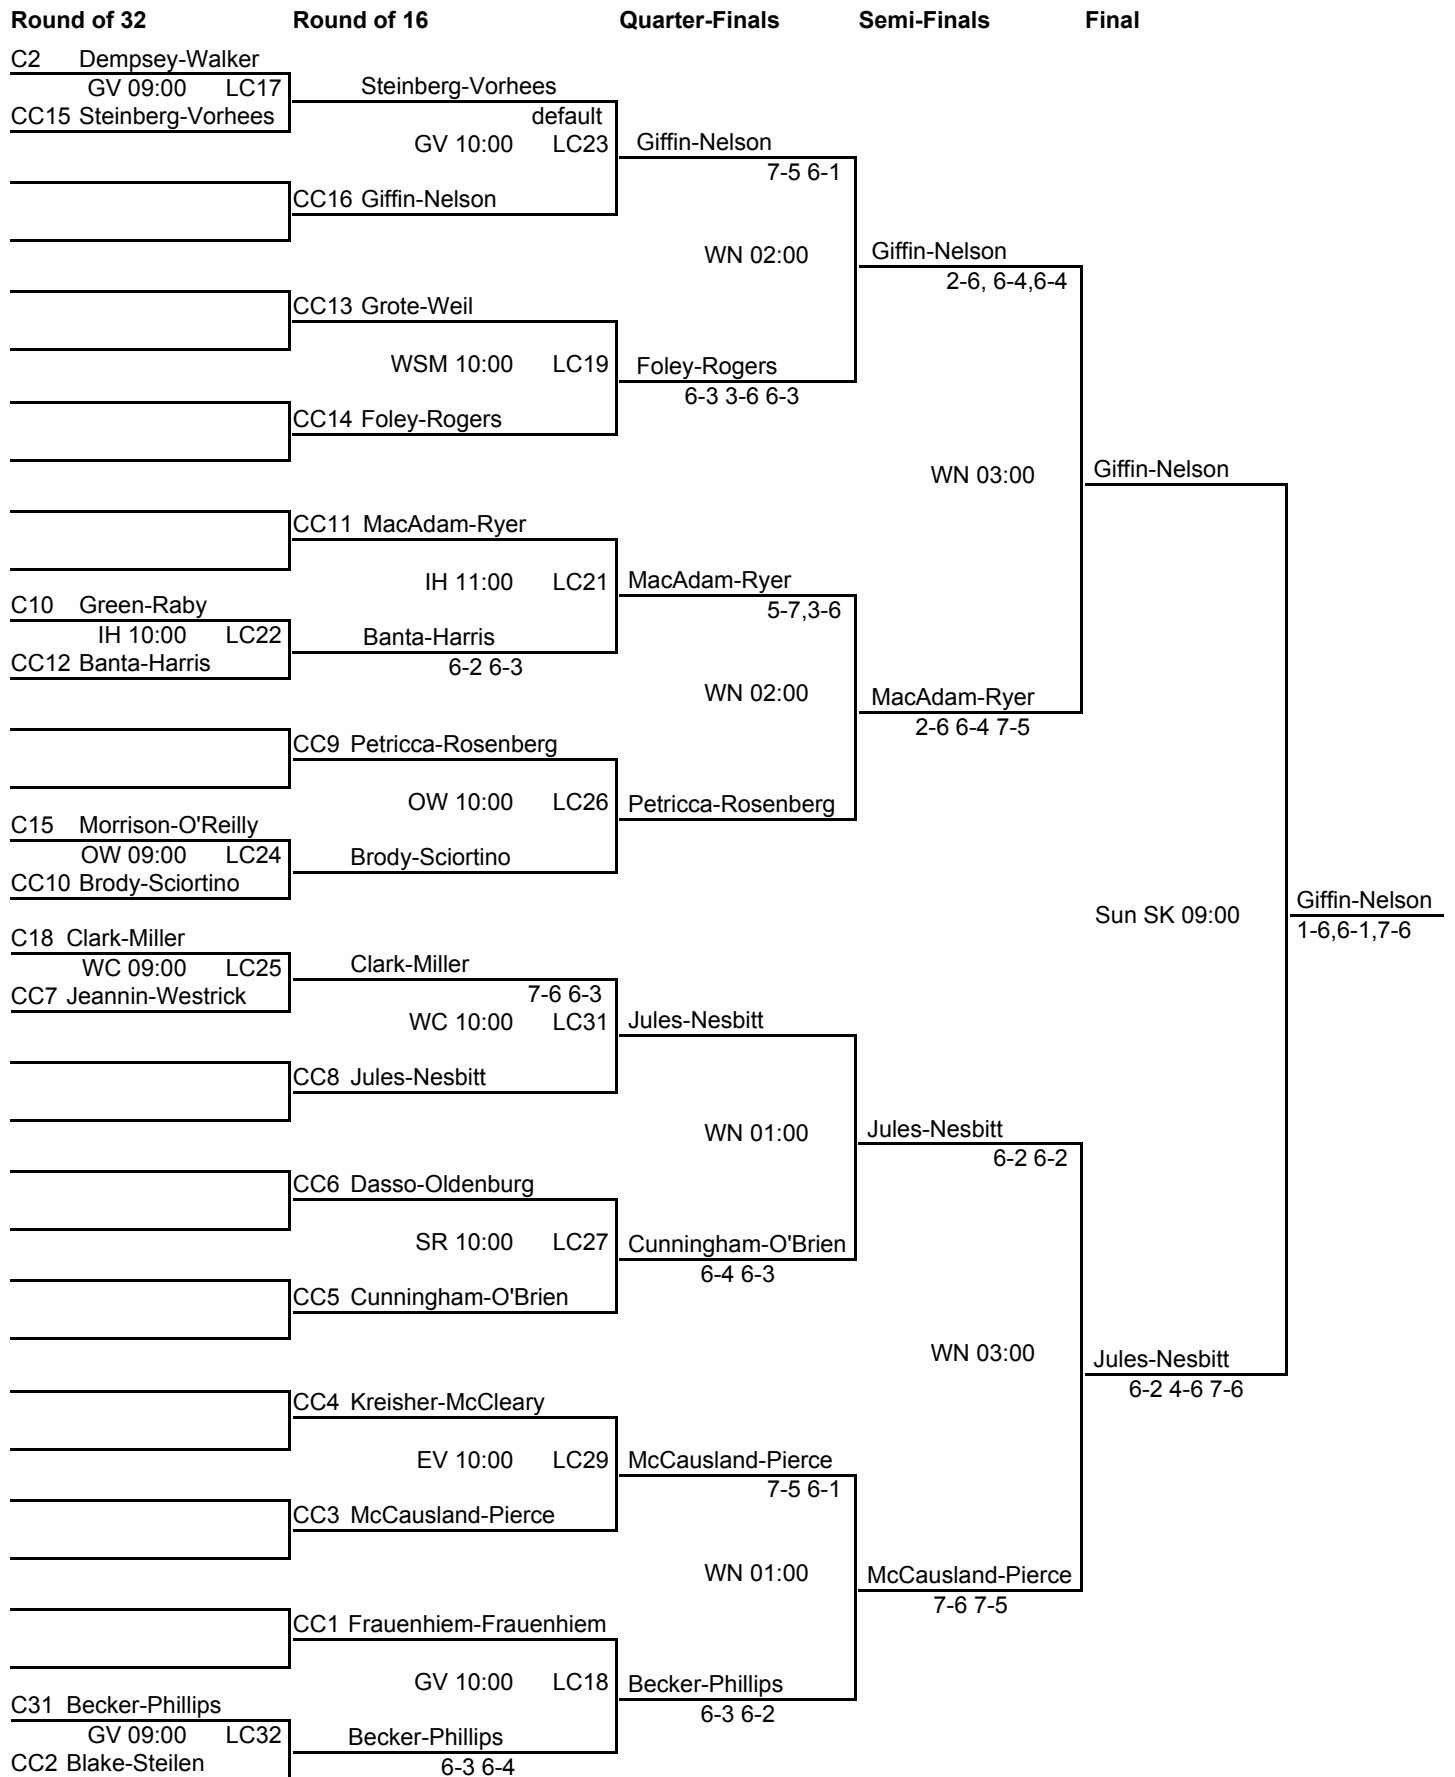 Round of 32 Round of 16 Quarter-Finals Semi-Finals Final
C2 Dempsey-Walker
GV 09:00 LC17 Steinberg-Vorhees
CC15 Steinberg-Vorhees default
GV 10:00 LC23 Giffin-Nelson
7-5 6-1
CC16 Giffin-Nelson
WN 02:00 Giffin-Nelson
2-6, 6-4,6-4
CC13 Grote-Weil
WSM 10:00 LC19 Foley-Rogers
6-3 3-6 6-3
CC14 Foley-Rogers
WN 03:00 Giffin-Nelson
CC11 MacAdam-Ryer
IH 11:00 LC21 MacAdam-Ryer
C10 Green-Raby 5-7,3-6
IH 10:00 LC22 Banta-Harris
CC12 Banta-Harris 6-2 6-3
WN 02:00 MacAdam-Ryer
2-6 6-4 7-5
CC9 Petricca-Rosenberg
OW 10:00 LC26 Petricca-Rosenberg
C15 Morrison-O'Reilly
OW 09:00 LC24 Brody-Sciortino
CC10 Brody-Sciortino
Sun SK 09:00 Giffin-Nelson
1-6,6-1,7-6
C18 Clark-Miller
WC 09:00 LC25 Clark-Miller
CC7 Jeannin-Westrick 7-6 6-3
WC 10:00 LC31 Jules-Nesbitt
CC8 Jules-Nesbitt
WN 01:00 Jules-Nesbitt
6-2 6-2
CC6 Dasso-Oldenburg
SR 10:00 LC27 Cunningham-O'Brien
6-4 6-3
CC5 Cunningham-O'Brien
WN 03:00 Jules-Nesbitt
6-2 4-6 7-6
CC4 Kreisher-McCleary
EV 10:00 LC29 McCausland-Pierce
7-5 6-1
CC3 McCausland-Pierce
WN 01:00 McCausland-Pierce
7-6 7-5
CC1 Frauenhiem-Frauenhiem
GV 10:00 LC18 Becker-Phillips
C31 Becker-Phillips 6-3 6-2
GV 09:00 LC32 Becker-Phillips
CC2 Blake-Steilen 6-3 6-4